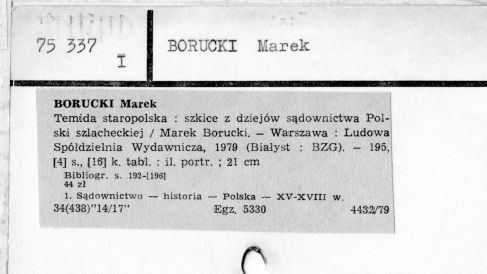 75 337
I
BORUCKI Marek
BORUCKI Marek
Temida staropolska : szkice z dziejów sądownictwa Pol-
ski szlacheckiej / Marek Borucki. — Warszawa : Ludowa
Spółdzielnia Wydawnicza, 1979 (Białyst : BZG). — 195,
[4] s., [16] k. tabl. : il. portr. ; 21 cm
Bibliogr. s. 192-[196]
44 zł
1. Sądownictwo — historia — Polska — XV-XVIII w.
34(438)"14/17" Egz. 5330 4432/79